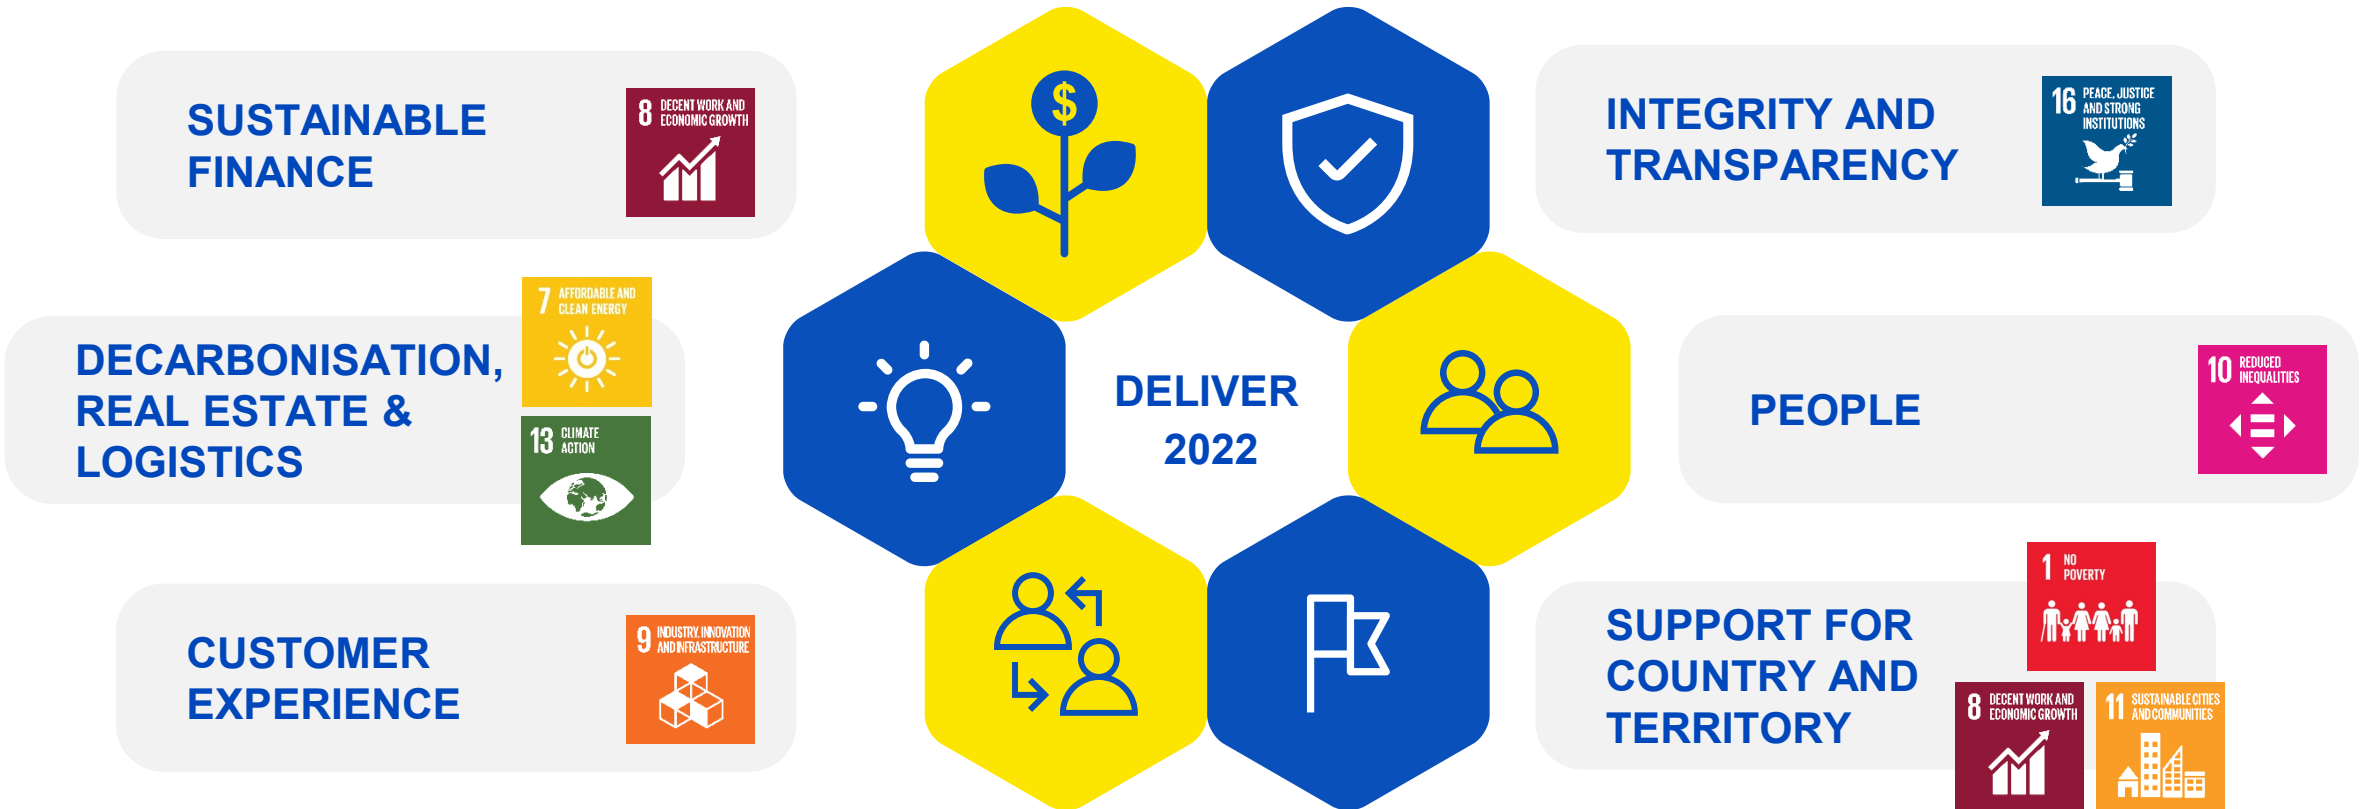 SUSTAINABLE
FINANCE
8 DECENT WORK AND
ECONOMIC GROWTH
$
INTEGRITY AND
TRANSPARENCY
16 PEACE, JUSTICE
AND STRONG
INSTITUTIONS
DECARBONISATION,
REAL ESTATE &
LOGISTICS
7 AFFORDABLE AND
CLEAN ENERGY
13 CLIMATE
ACTION
DELIVER
2022
PEOPLE
10 REDUCED
INEQUALITIES
CUSTOMER
EXPERIENCE
9 INDUSTRY, INNOVATION
AND INFRASTRUCTURE
SUPPORT FOR
COUNTRY AND
TERRITORY
1 NO
POVERTY
8 DECENT WORK AND
ECONOMIC GROWTH
11 SUSTAINABLE CITIES
AND COMMUNITIES